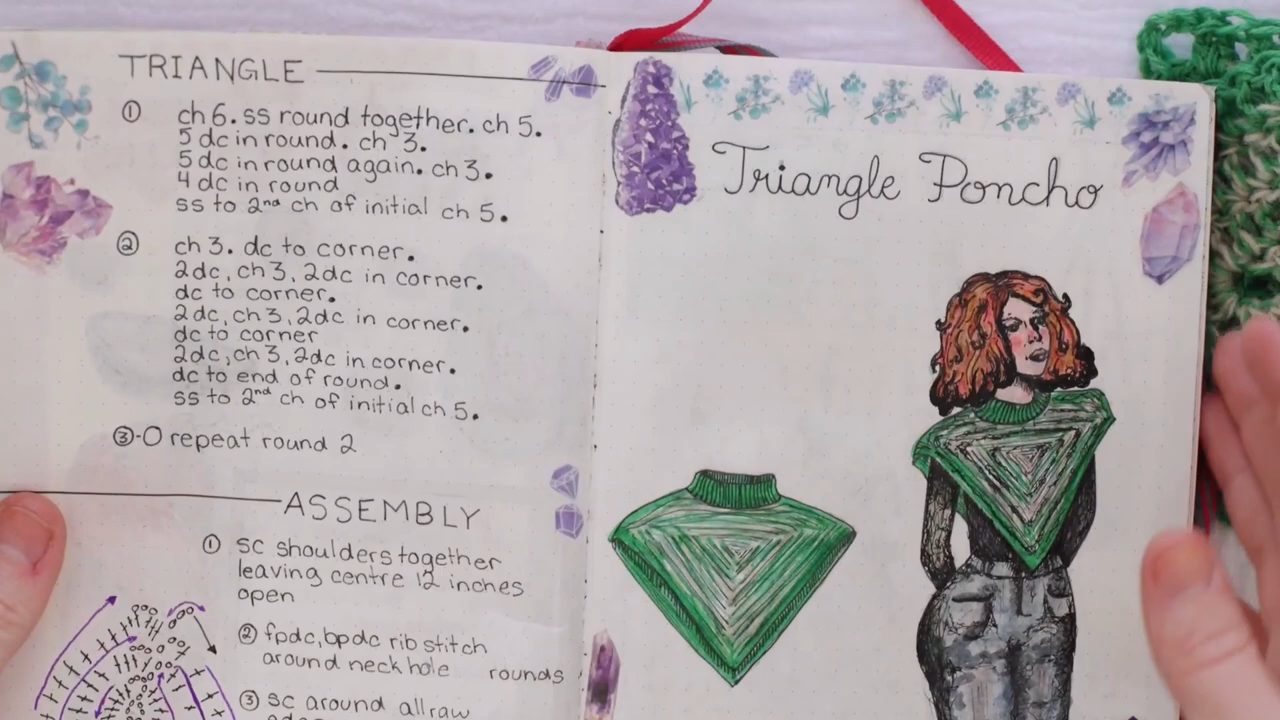 TRIANGLE
① ch 6. ss round together. ch 5.
5 dc in round. ch 3.
5 dc in round again. ch 3.
4 dc in round
ss to 2nd ch of initial ch 5.
② ch 3. dc to corner.
2dc, ch 3, 2dc in corner.
dc to corner.
2dc, ch 3, 2dc in corner.
dc to corner
2dc, ch 3, 2dc in corner.
dc to end of round.
ss to 2nd ch of initial ch 5.
③-O repeat round 2
ASSEMBLY
① sc shoulders together
leaving centre 12 inches
open
② fpdc, bpdc rib stitch
around neck hole rounds
③ sc around all raw
Triangle Poncho